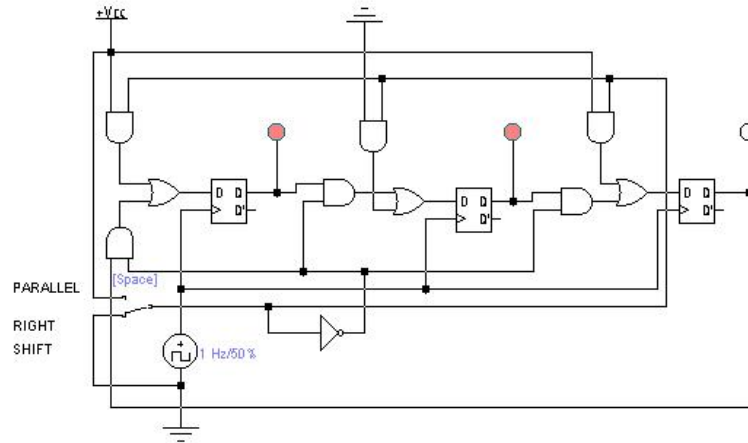 +Vcc
D Q
Q'
D Q
Q'
D Q
Q'
[Space]
PARALLEL
RIGHT
SHIFT
1 Hz/50%